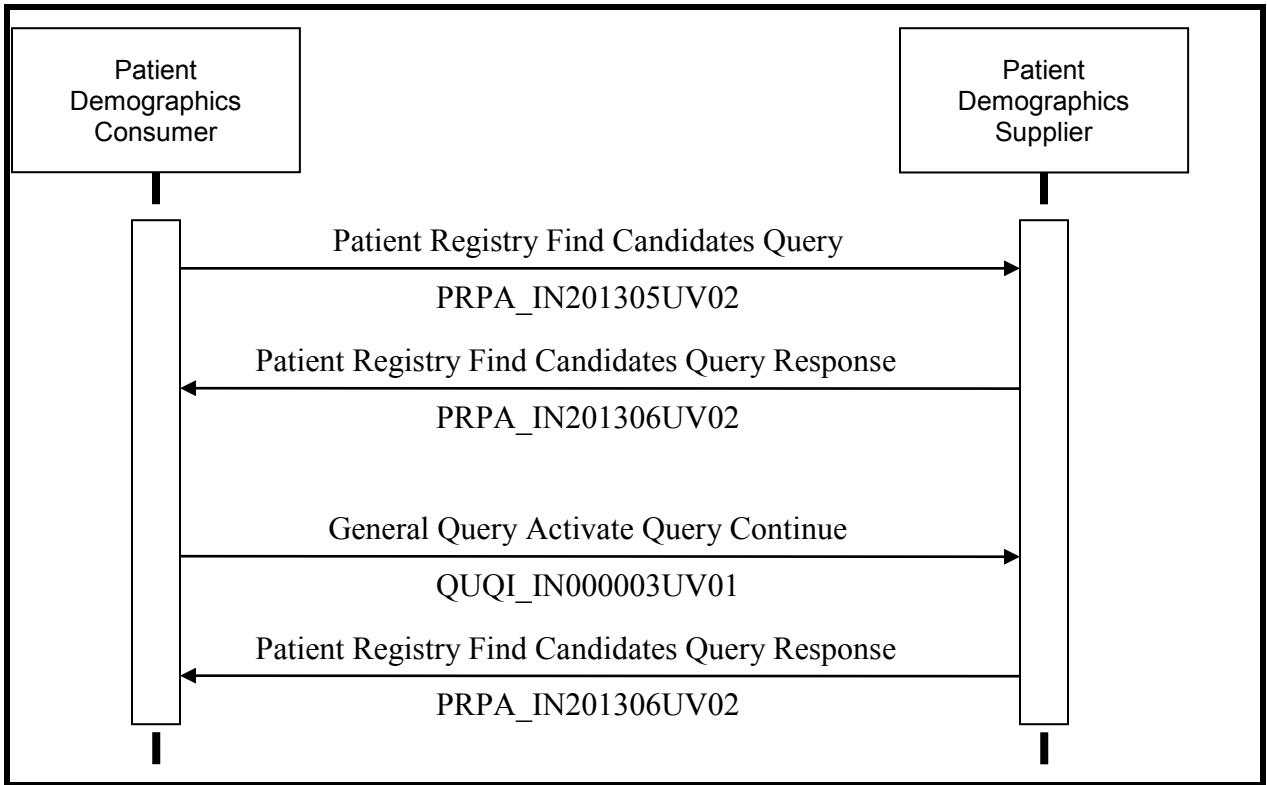 Patient
Demographics
Consumer
Patient
Demographics
Supplier
Patient Registry Find Candidates Query
PRPA_IN201305UV02
Patient Registry Find Candidates Query Response
PRPA_IN201306UV02
General Query Activate Query Continue
QUQI_IN000003UV01
Patient Registry Find Candidates Query Response
PRPA_IN201306UV02